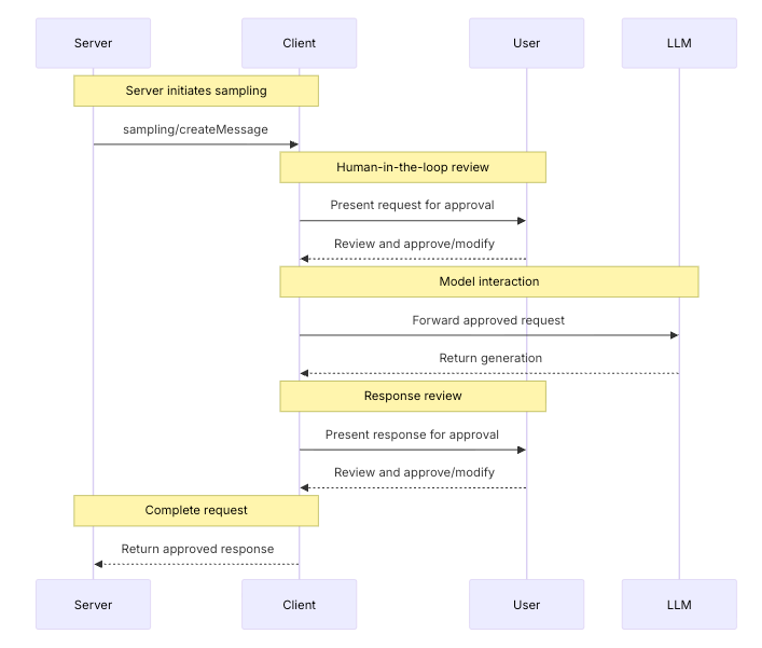 Server
Client
User
LLM
Server initiates sampling
sampling/createMessage
Human-in-the-loop review
Present request for approval
Review and approve/modify
Model interaction
Forward approved request
Return generation
Response review
Present response for approval
Review and approve/modify
Complete request
Return approved response
Server
Client
User
LLM